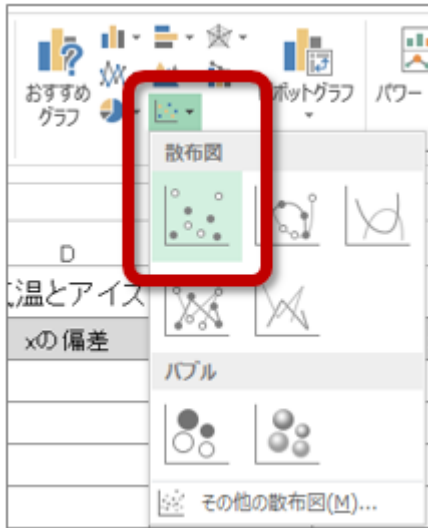 おすすめ
グラフ
ボットグラフ
パワー
散布図
D
温とアイス
xの偏差
バブル
その他の散布図(M)...